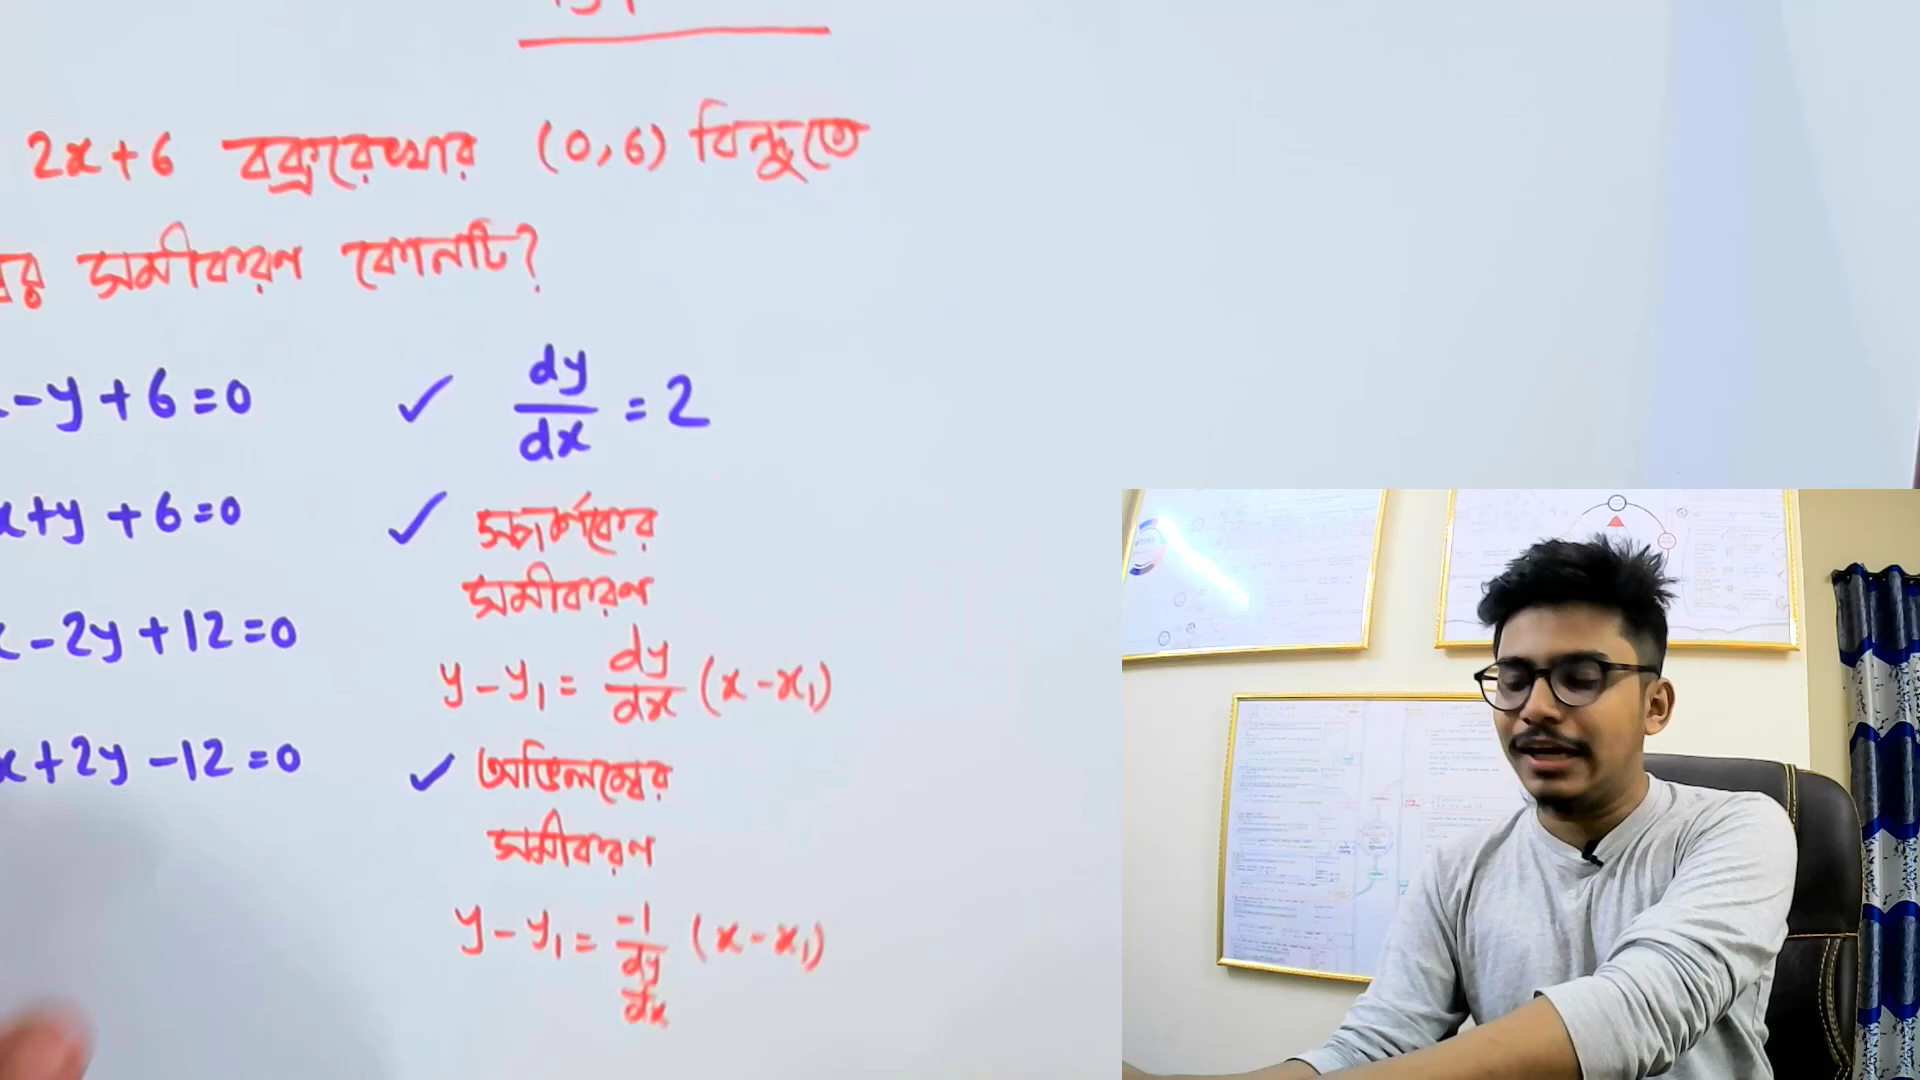 2x+6 বক্ররেখার (0,6) বিন্দুতে
সমীকরণ কোনটি?
-y+6=0
✓ dy/dx = 2
x+y+6=0
✓ স্পর্শকের
সমীকরণ
-2y+12=0
y-y₁ = dy/dx (x-x₁)
x+2y-12=0
✓ অভিলম্বের
সমীকরণ
y-y₁ = -1/(dy/dx) (x-x₁)